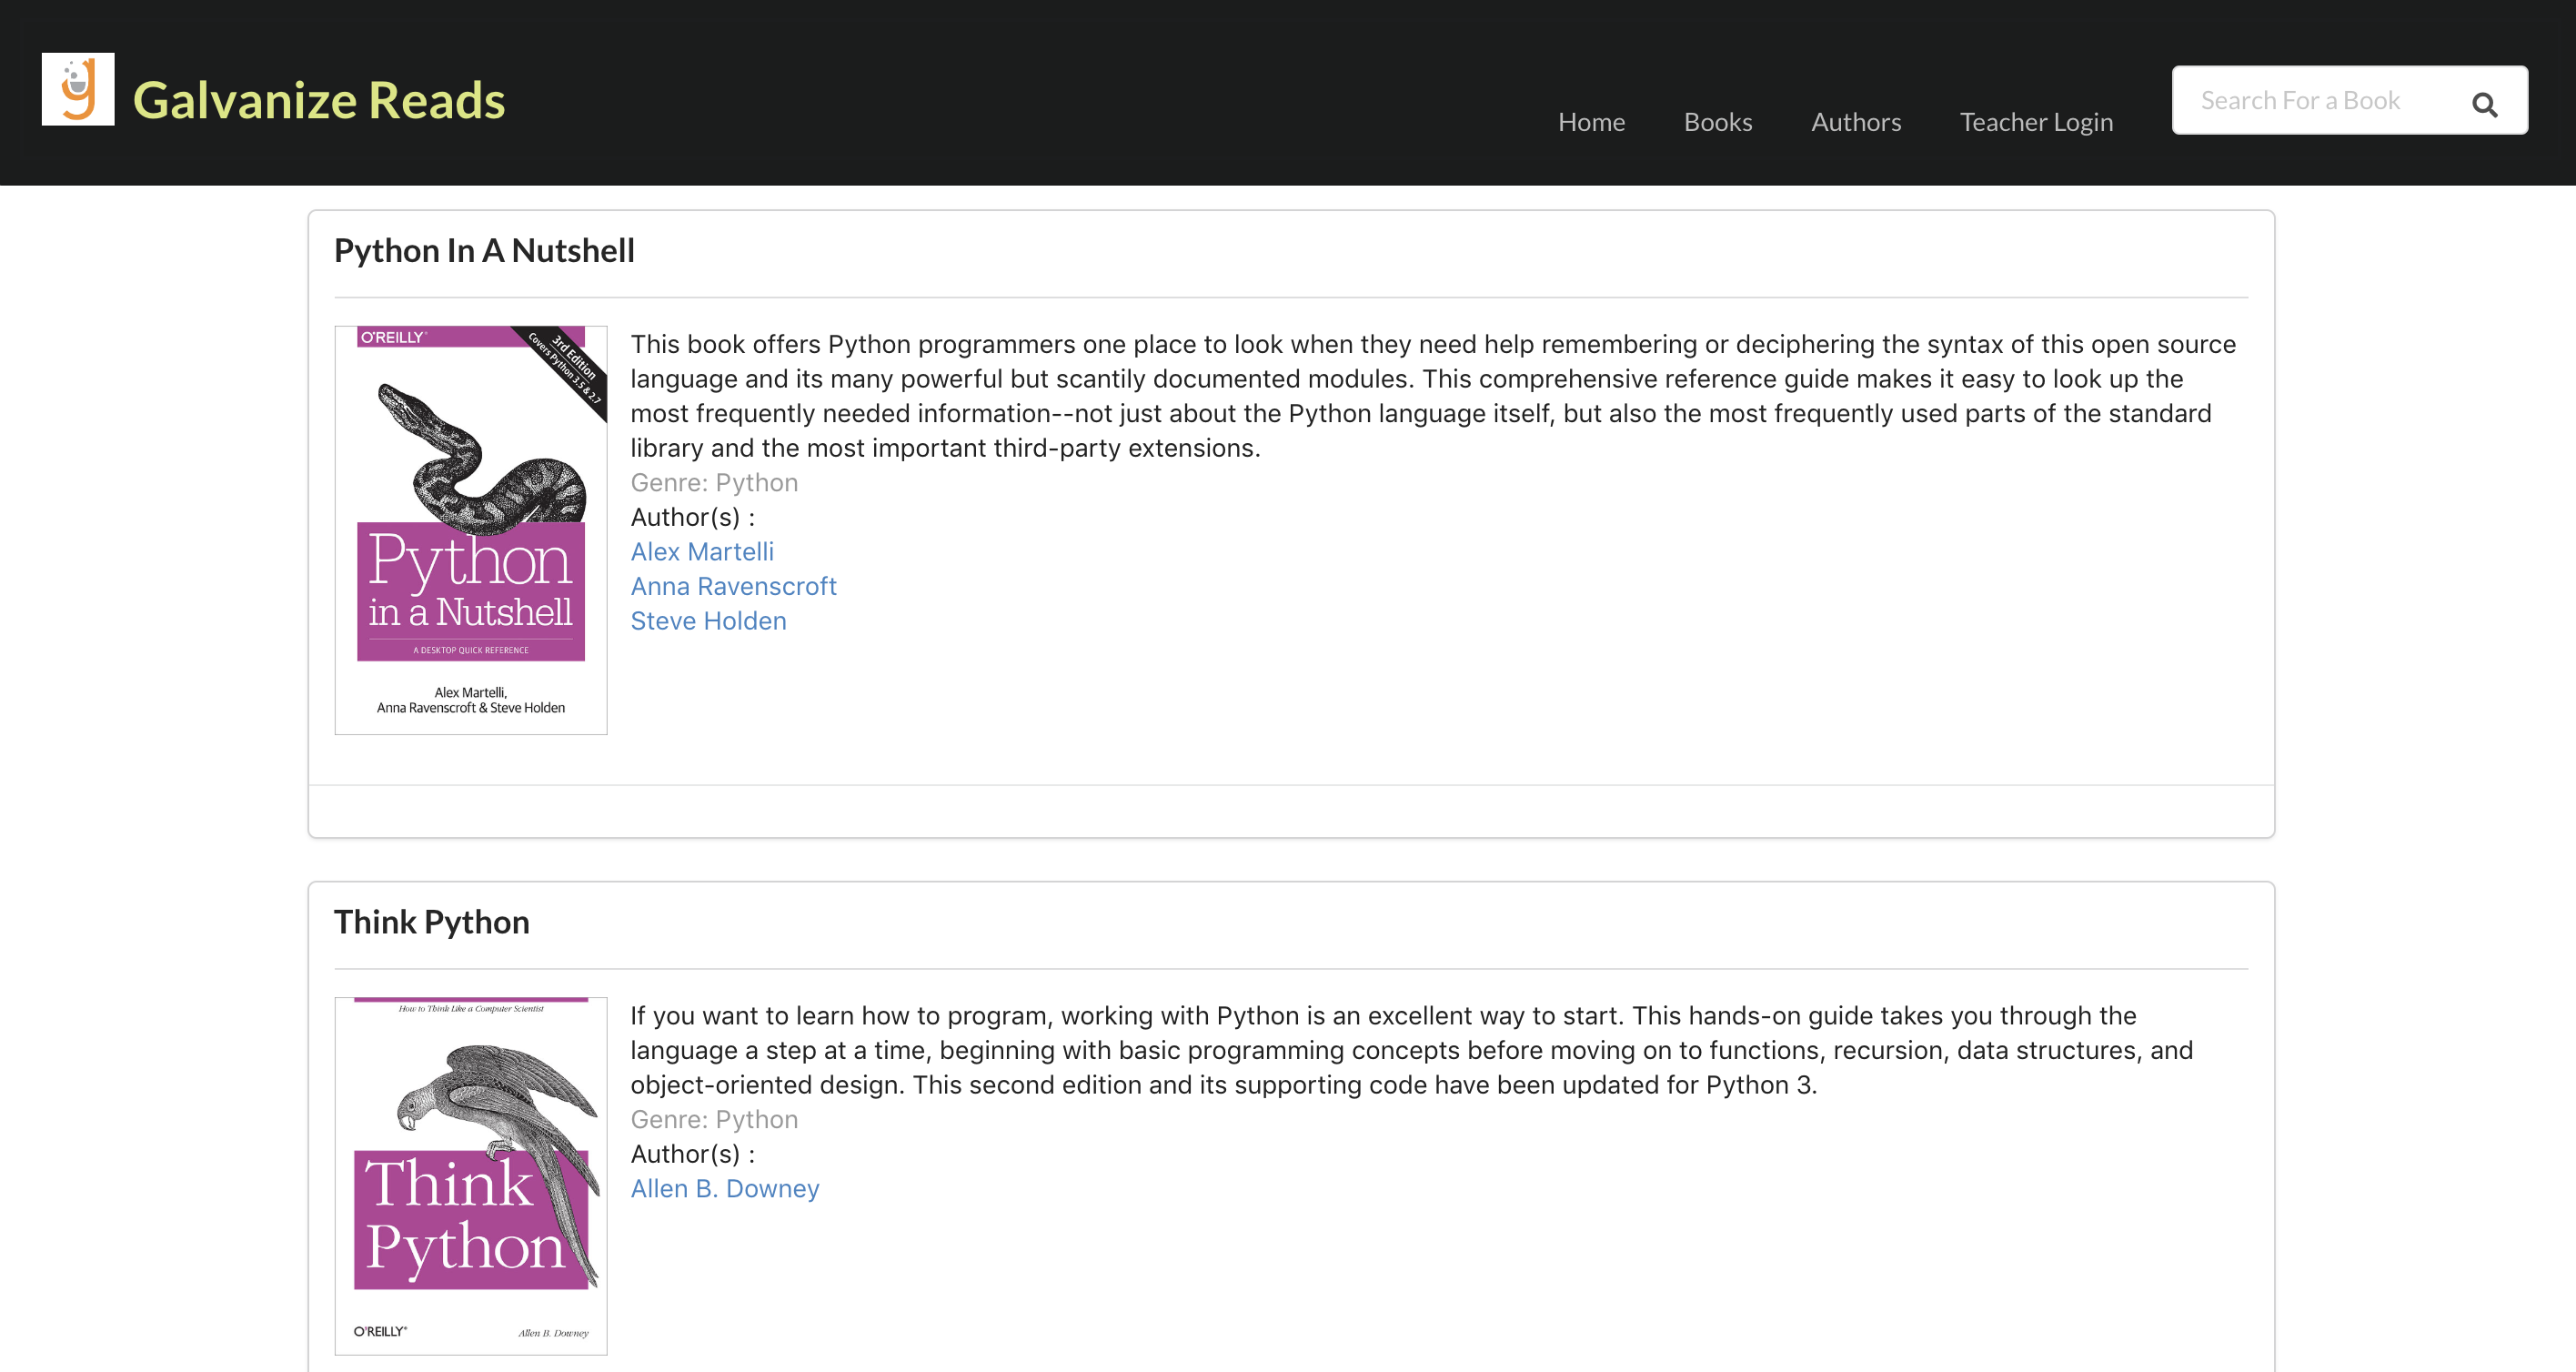 g Galvanize Reads
Home Books Authors Teacher Login Search For a Book
Python In A Nutshell
O'REILLY®
3rd Edition
Covers Python 3.5 & 2.7
Python
in a Nutshell
A DESKTOP QUICK REFERENCE
Alex Martelli,
Anna Ravenscroft & Steve Holden
This book offers Python programmers one place to look when they need help remembering or deciphering the syntax of this open source
language and its many powerful but scantily documented modules. This comprehensive reference guide makes it easy to look up the
most frequently needed information--not just about the Python language itself, but also the most frequently used parts of the standard
library and the most important third-party extensions.
Genre: Python
Author(s) :
Alex Martelli
Anna Ravenscroft
Steve Holden
Think Python
How to Think Like a Computer Scientist
Think
Python
O'REILLY®
Allen B. Downey
If you want to learn how to program, working with Python is an excellent way to start. This hands-on guide takes you through the
language a step at a time, beginning with basic programming concepts before moving on to functions, recursion, data structures, and
object-oriented design. This second edition and its supporting code have been updated for Python 3.
Genre: Python
Author(s) :
Allen B. Downey